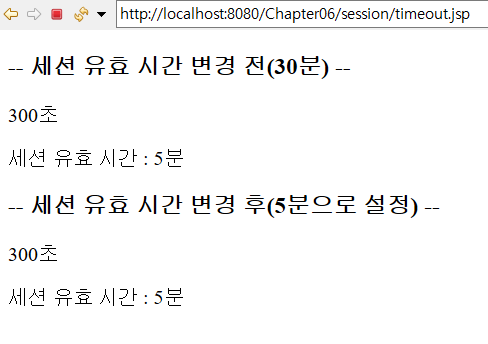 http://localhost:8080/Chapter06/session/timeout.jsp
-- 세션 유효 시간 변경 전(30분) --
300초
세션 유효 시간 : 5분
-- 세션 유효 시간 변경 후(5분으로 설정) --
300초
세션 유효 시간 : 5분